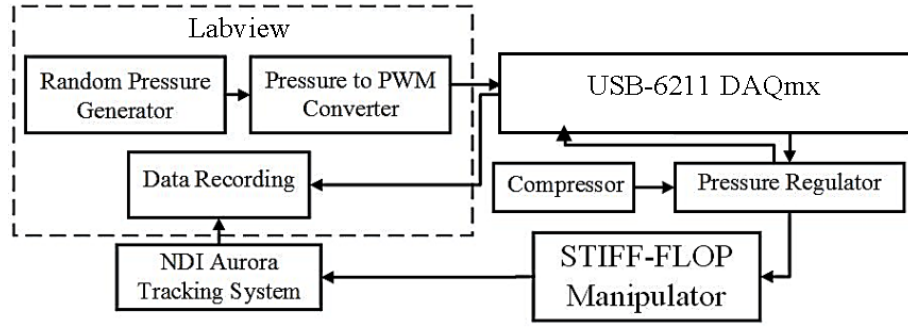 Labview
Random Pressure
Generator
Pressure to PWM
Converter
USB-6211 DAQmx
Data Recording
Compressor
Pressure Regulator
NDI Aurora
Tracking System
STIFF-FLOP
Manipulator